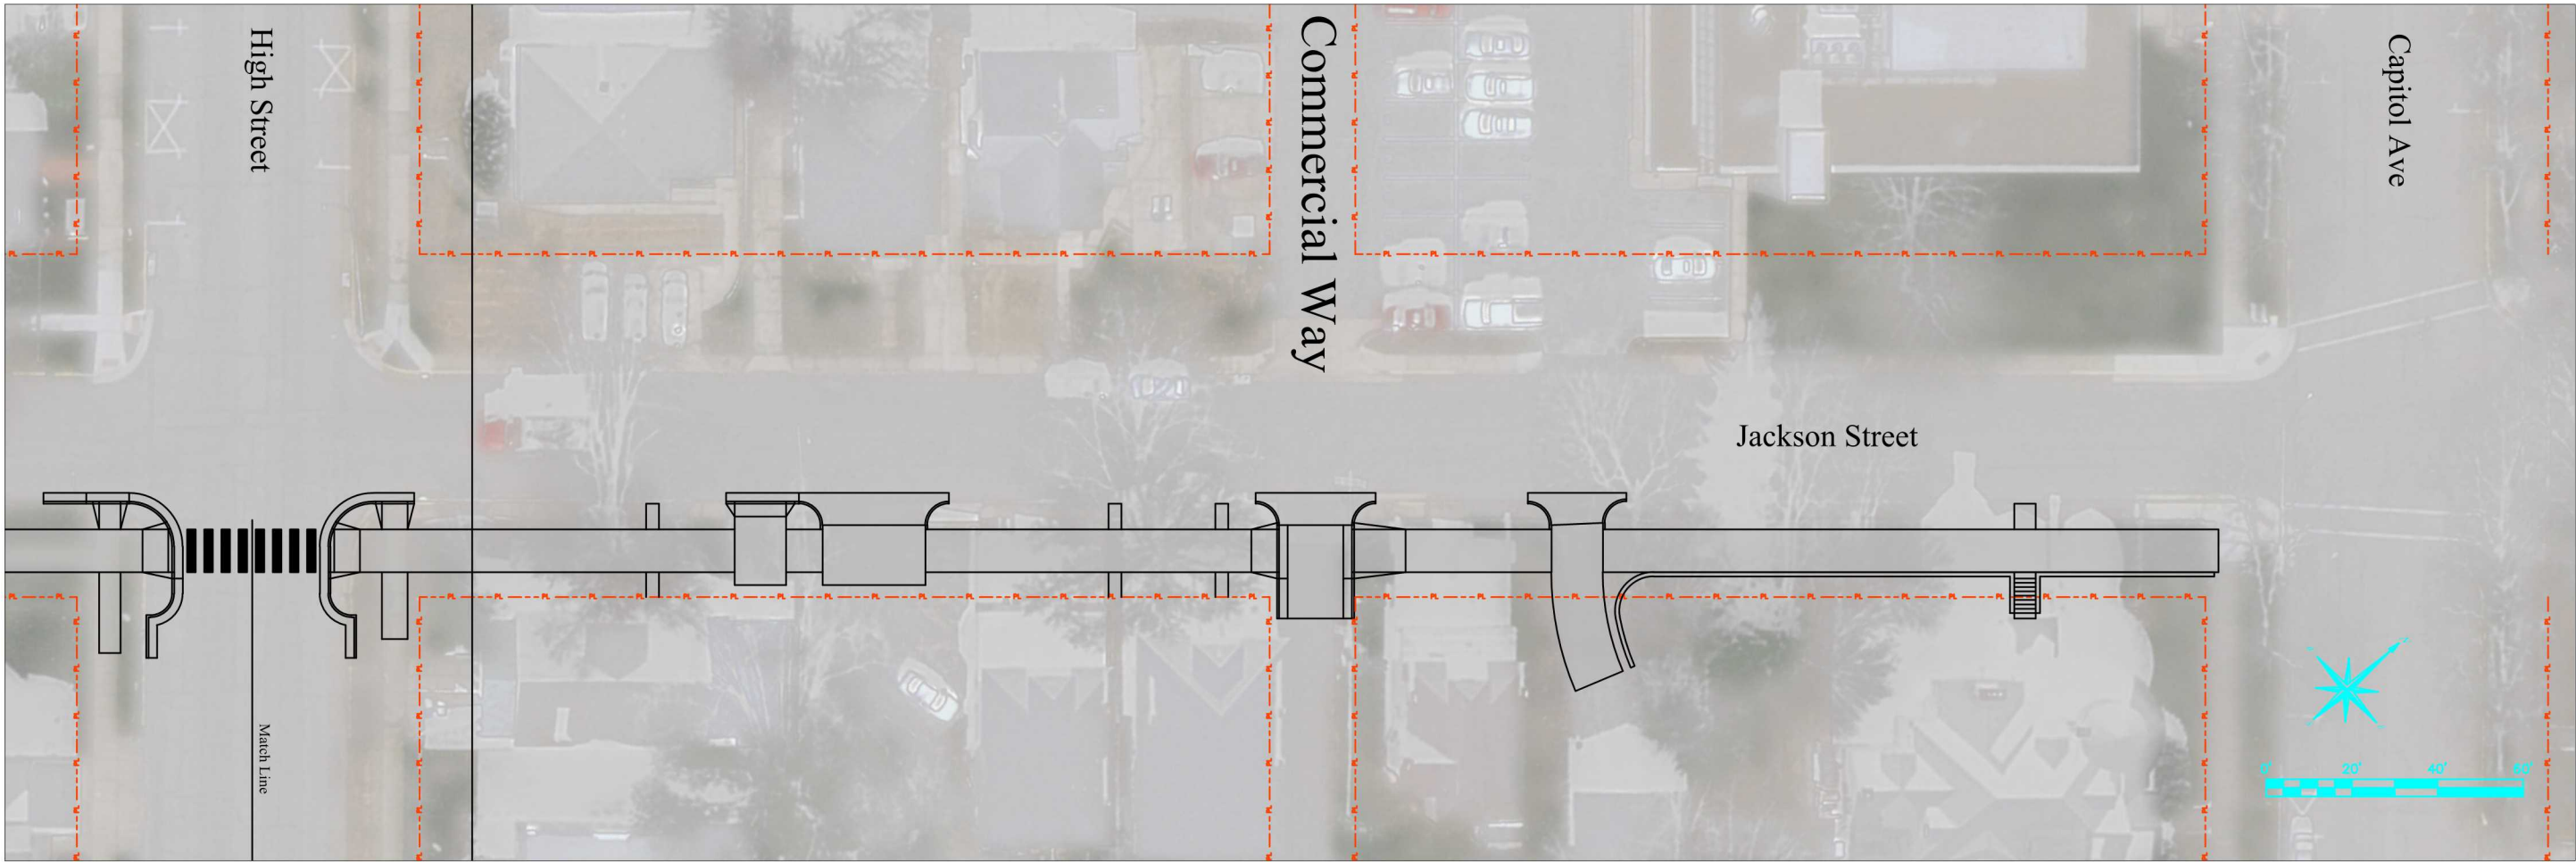 High Street
Commercial Way
Capitol Ave
Jackson Street
Match Line
0'
20'
40'
60'